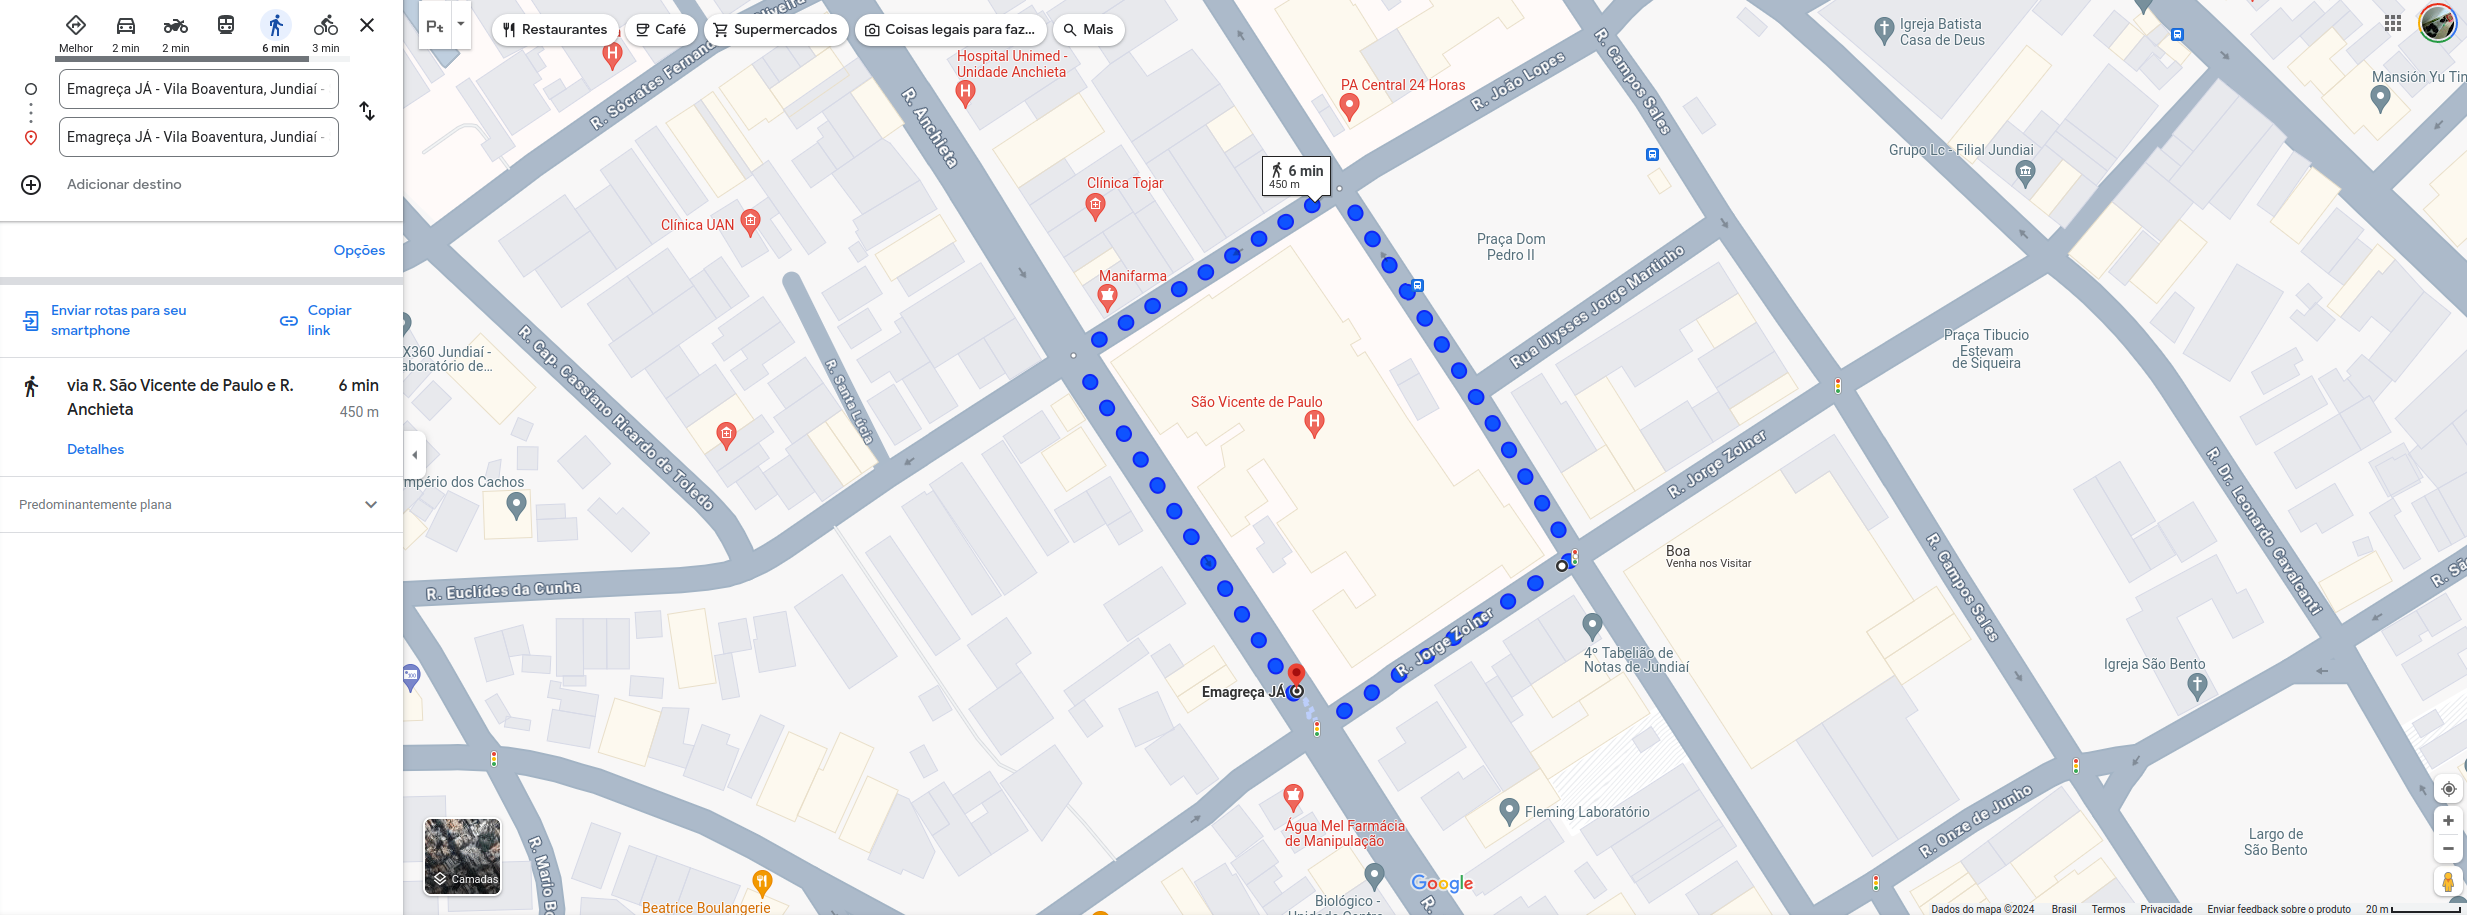 Melhor
2 min
2 min
6 min
3 min
Emagreça JÁ - Vila Boaventura, Jundiaí -
Emagreça JÁ - Vila Boaventura, Jundiaí -
Adicionar destino
Opções
Enviar rotas para seu
smartphone
Copiar
link
via R. São Vicente de Paulo e R.
Anchieta
6 min
450 m
Detalhes
Predominantemente plana
Restaurantes
Café
Supermercados
Coisas legais para faz...
Mais
R. Sócrates Fernand
liveira
R. Anchieta
Hospital Unimed -
Unidade Anchieta
PA Central 24 Horas
R. João Lopes
R. Campos Sales
Igreja Batista
Casa de Deus
Mansión Yu Tin
Grupo Lc - Filial Jundiai
6 min
450 m
Clínica Tojar
Clínica UAN
Manifarma
Praça Dom
Pedro II
Rua Ulysses Jorge Martinho
Praça Tibucio
Estevam
de Siqueira
X360 Jundiaí -
aboratório de...
R. Cap. Cassiano Ricardo de Toledo
R. Santa Lúcia
São Vicente de Paulo
R. Jorge Zolner
mpério dos Cachos
R. Dr. Leonardo Cavalcanti
R. Euclídes da Cunha
Boa
Venha nos Visitar
R. Campos Sales
R. Sã
R. Jorge Zolner
4º Tabelião de
Notas de Jundiaí
Igreja São Bento
Emagreça JÁ
Fleming Laboratório
Água Mel Farmácia
de Manipulação
R. Onze de Junho
Largo de
São Bento
R. Mario Bo
Camadas
Beatrice Boulangerie
Biológico -
Unidade Centro
R.
Google
Dados do mapa ©2024
Brasil
Termos
Privacidade
Enviar feedback sobre o produto
20 m